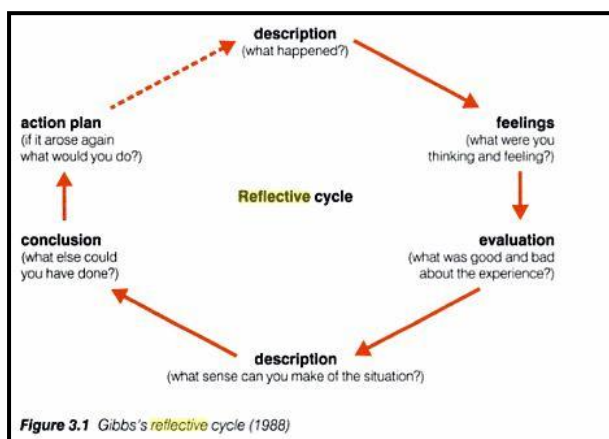 description
(what happened?)
feelings
(what were you
thinking and feeling?)
evaluation
(what was good and bad
about the experience?)
description
(what sense can you make of the situation?)
conclusion
(what else could
you have done?)
action plan
(if it arose again
what would you do?)
Reflective cycle
Figure 3.1 Gibbs's reflective cycle (1988)